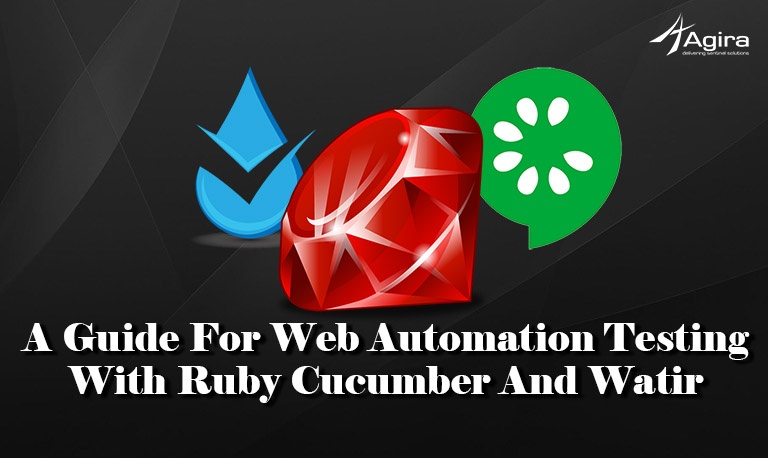 Agira
delivering sentinel solutions
A Guide For Web Automation Testing
With Ruby Cucumber And Watir